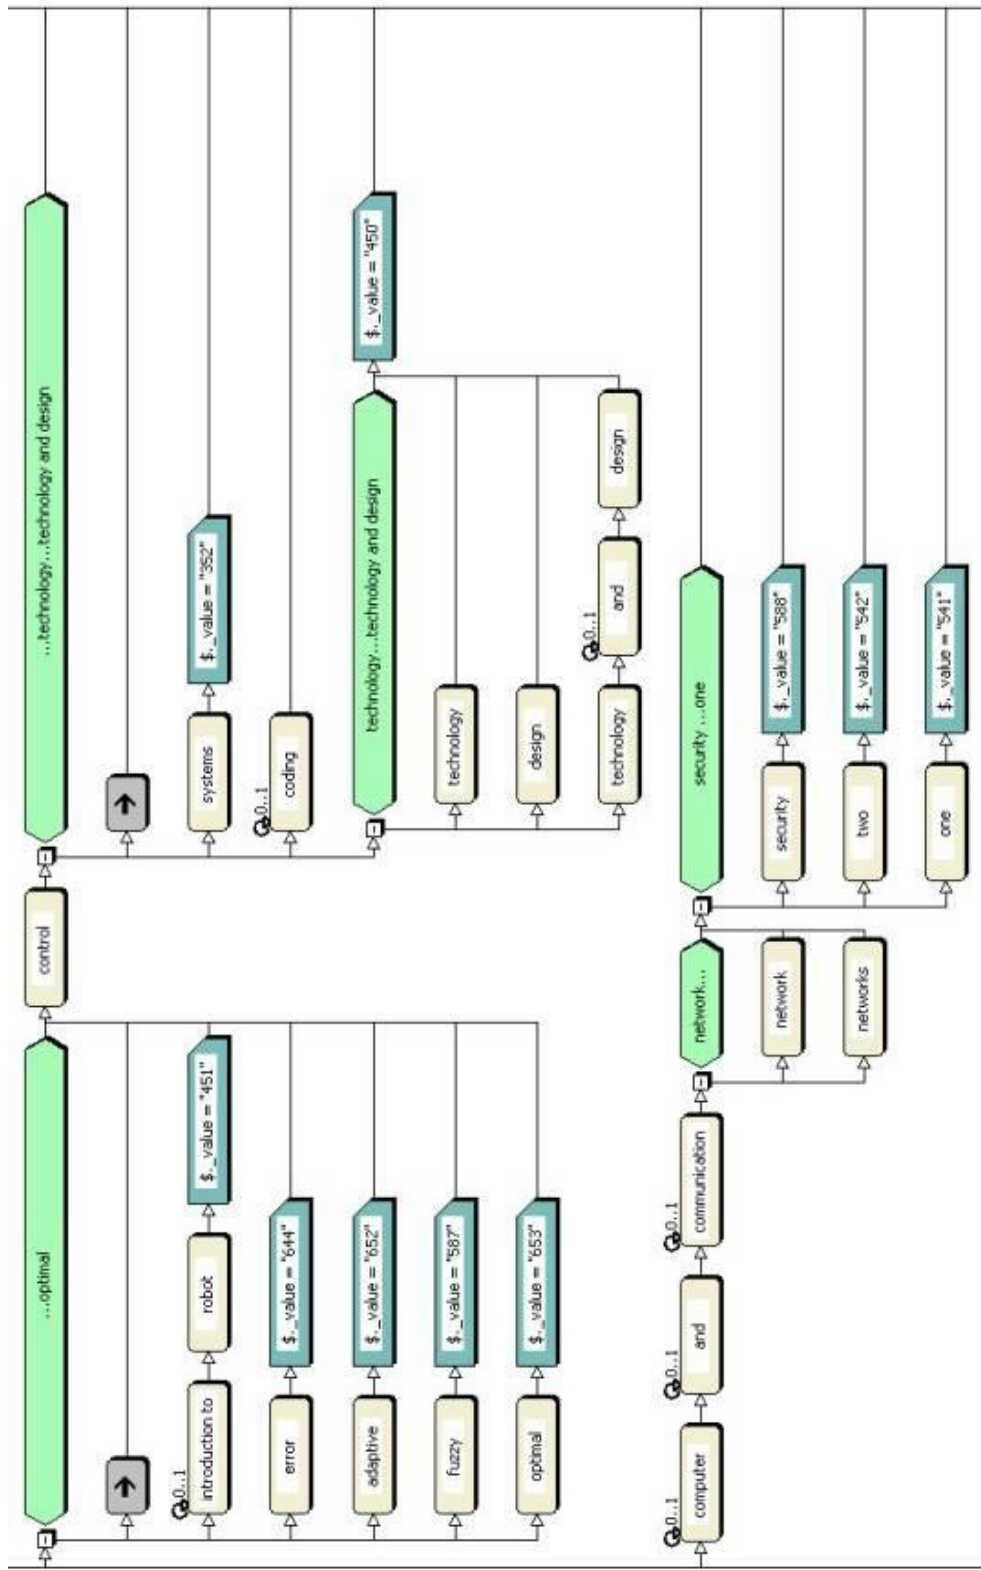 ...optimal
control
...technology...technology and design
0..1
introduction to
robot
$._value = "451"
systems
$._value = "352"
error
$._value = "644"
0..1
coding
adaptive
$._value = "652"
technology...technology and design
$._value = "450"
fuzzy
$._value = "587"
technology
optimal
$._value = "653"
design
technology
0..1
and
design
0..1
computer
0..1
and
0..1
communication
network...
security ...one
network
security
$._value = "588"
networks
two
$._value = "542"
one
$._value = "541"